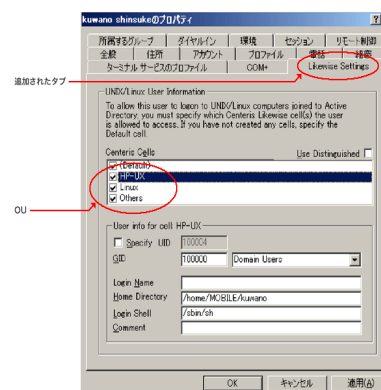 kuwano shinsukeのプロパティ
所属するグループ ダイヤルイン 環境 セッション リモート制御
全般 住所 アカウント プロファイル 電話 組織
ターミナル サービスのプロファイル COM+ Likewise Settings
追加されたタブ
UNIX/Linux User Information
To allow this user to logon to UNIX/Linux computers joined to Active
Directory, you must specify which Centeris Likewise cell(s) the user
is allowed to access. If you have not created any cells, specify the
Default cell.
Centeris Cells Use Distinguished
(Default)
HP-UX
Linux
Others
OU
User info for cell HP-UX
Specify UID 100004
GID 100000 Domain Users
Login Name
Home Directory /home/MOBILE/kuwano
Login Shell /sbin/sh
Comment
OK キャンセル 適用(A)